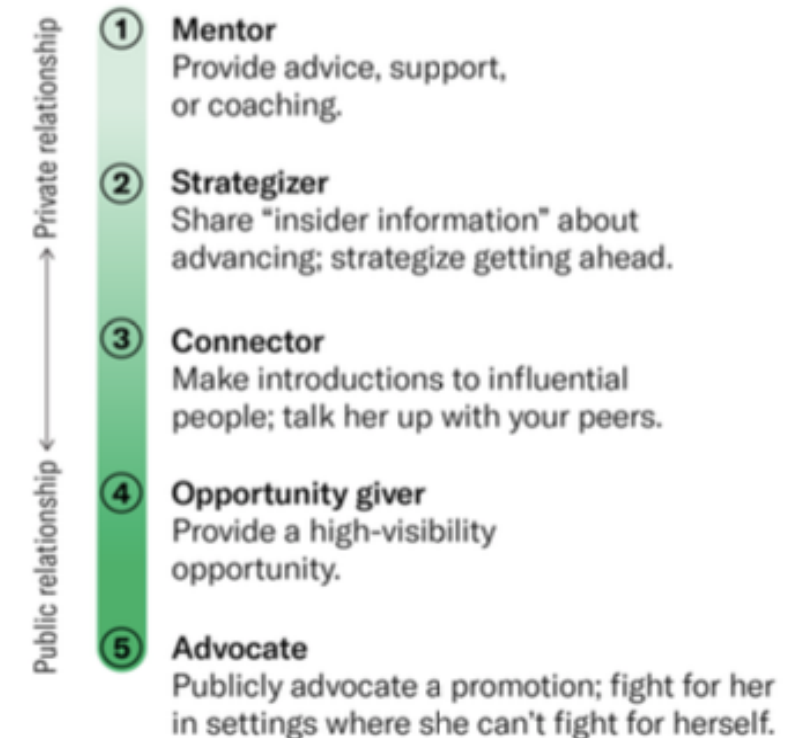 Private relationship
Public relationship
1 Mentor
Provide advice, support,
or coaching.
2 Strategizer
Share “insider information” about
advancing; strategize getting ahead.
3 Connector
Make introductions to influential
people; talk her up with your peers.
4 Opportunity giver
Provide a high-visibility
opportunity.
5 Advocate
Publicly advocate a promotion; fight for her
in settings where she can’t fight for herself.